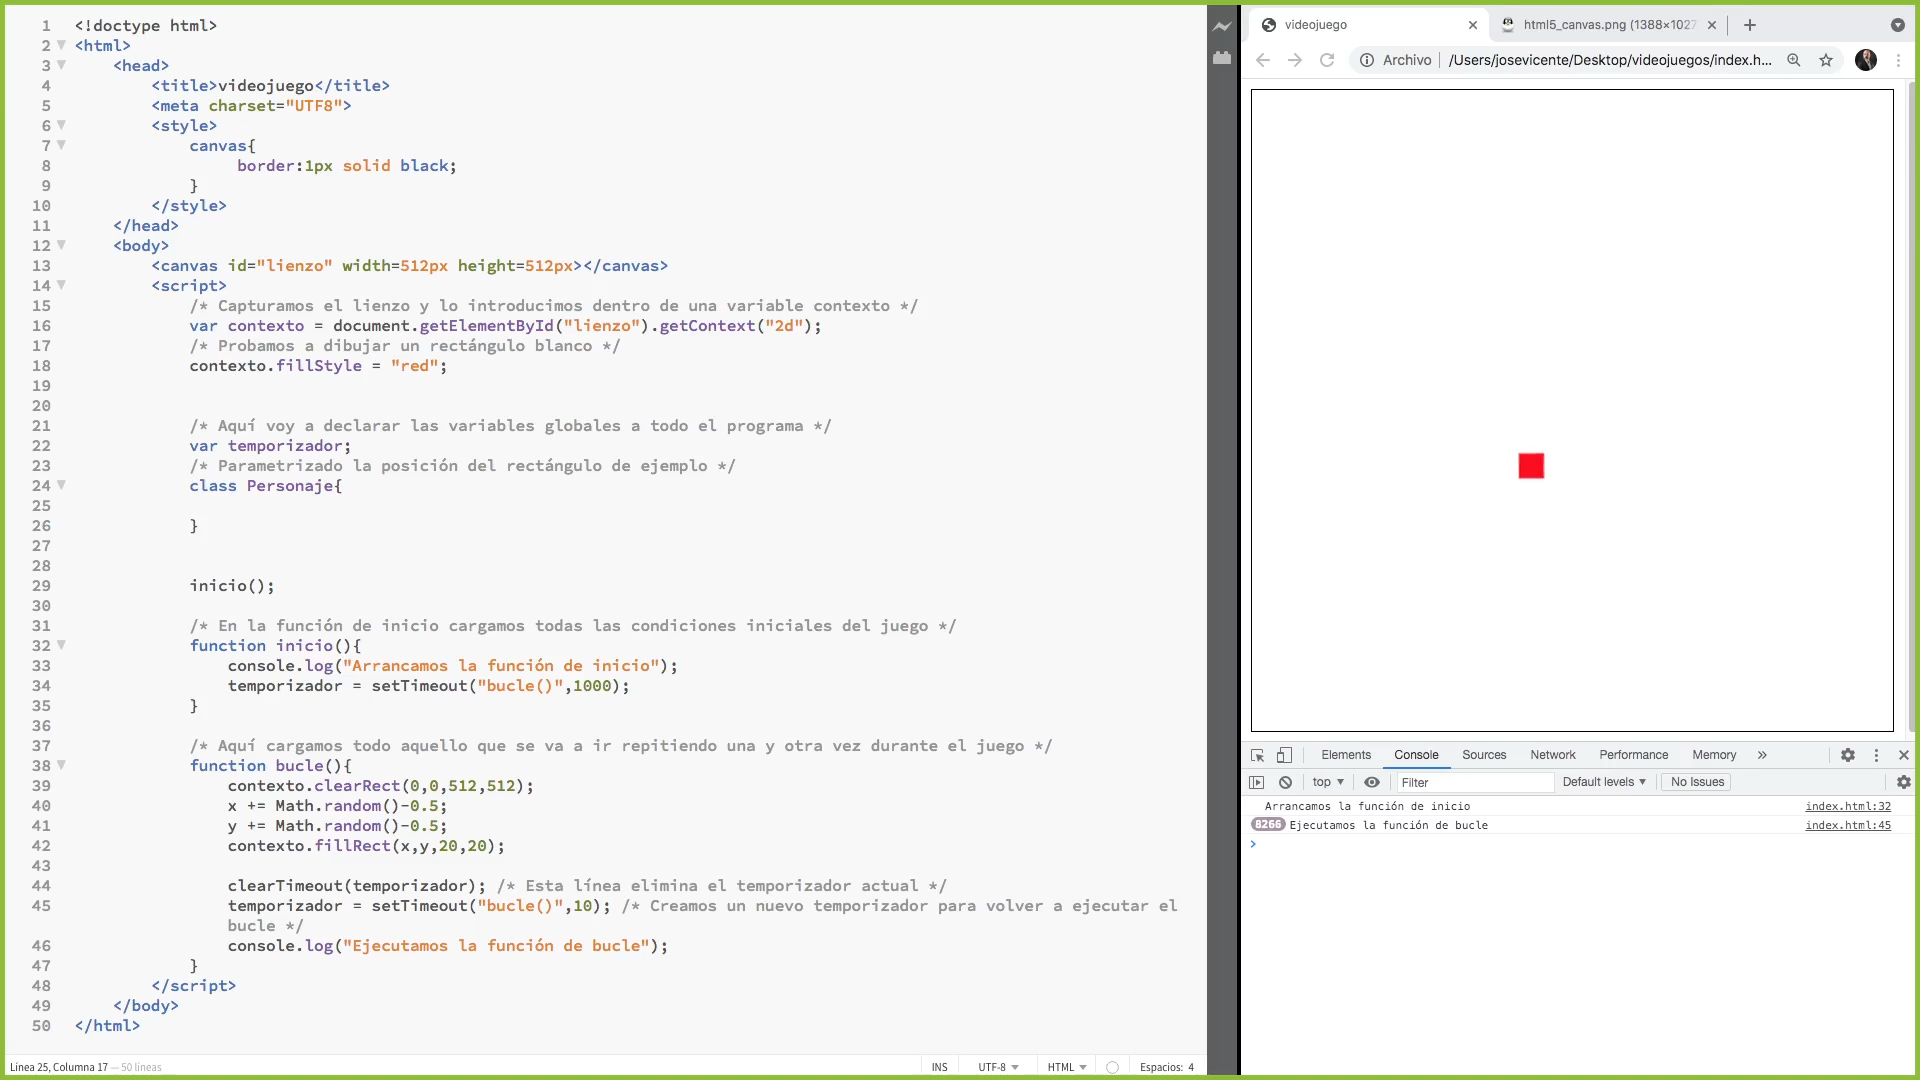 1 <!doctype html>
2 <html>
3 <head>
4 <title>videojuego</title>
5 <meta charset="UTF8">
6 <style>
7 canvas{
8 border:1px solid black;
9 }
10 </style>
11 </head>
12 <body>
13 <canvas id="lienzo" width=512px height=512px></canvas>
14 <script>
15 /* Capturamos el lienzo y lo introducimos dentro de una variable contexto */
16 var contexto = document.getElementById("lienzo").getContext("2d");
17 /* Probamos a dibujar un rectángulo blanco */
18 contexto.fillStyle = "red";
19
20
21 /* Aquí voy a declarar las variables globales a todo el programa */
22 var temporizador;
23 /* Parametrizado la posición del rectángulo de ejemplo */
24 class Personaje{
25
26 }
27
28
29 inicio();
30
31 /* En la función de inicio cargamos todas las condiciones iniciales del juego */
32 function inicio(){
33 console.log("Arrancamos la función de inicio");
34 temporizador = setTimeout("bucle()",1000);
35 }
36
37 /* Aquí cargamos todo aquello que se va a ir repitiendo una y otra vez durante el juego */
38 function bucle(){
39 contexto.clearRect(0,0,512,512);
40 x += Math.random()-0.5;
41 y += Math.random()-0.5;
42 contexto.fillRect(x,y,20,20);
43
44 clearTimeout(temporizador); /* Esta línea elimina el temporizador actual */
45 temporizador = setTimeout("bucle()",10); /* Creamos un nuevo temporizador para volver a ejecutar el
bucle */
46 console.log("Ejecutamos la función de bucle");
47 }
48 </script>
49 </body>
50 </html>
Línea 25, Columna 17 — 50 líneas
INS UTF-8 HTML Espacios: 4
videojuego html5_canvas.png (1388×1027
Archivo /Users/josevicente/Desktop/videojuegos/index.h...
Elements Console Sources Network Performance Memory
top Filter Default levels No Issues
Arrancamos la función de inicio index.html:32
8266 Ejecutamos la función de bucle index.html:45